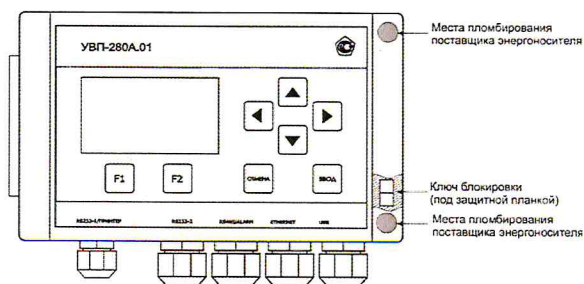 УВП-280А.01
F1
F2
ОТМЕНА
ВВОД
RS232-1/ПРИНТЕР
RS232-2
ETHERNET
USB
Места пломбирования
поставщика энергоносителя
Ключ блокировки
(под защитной планкой)
Места пломбирования
поставщика энергоносителя